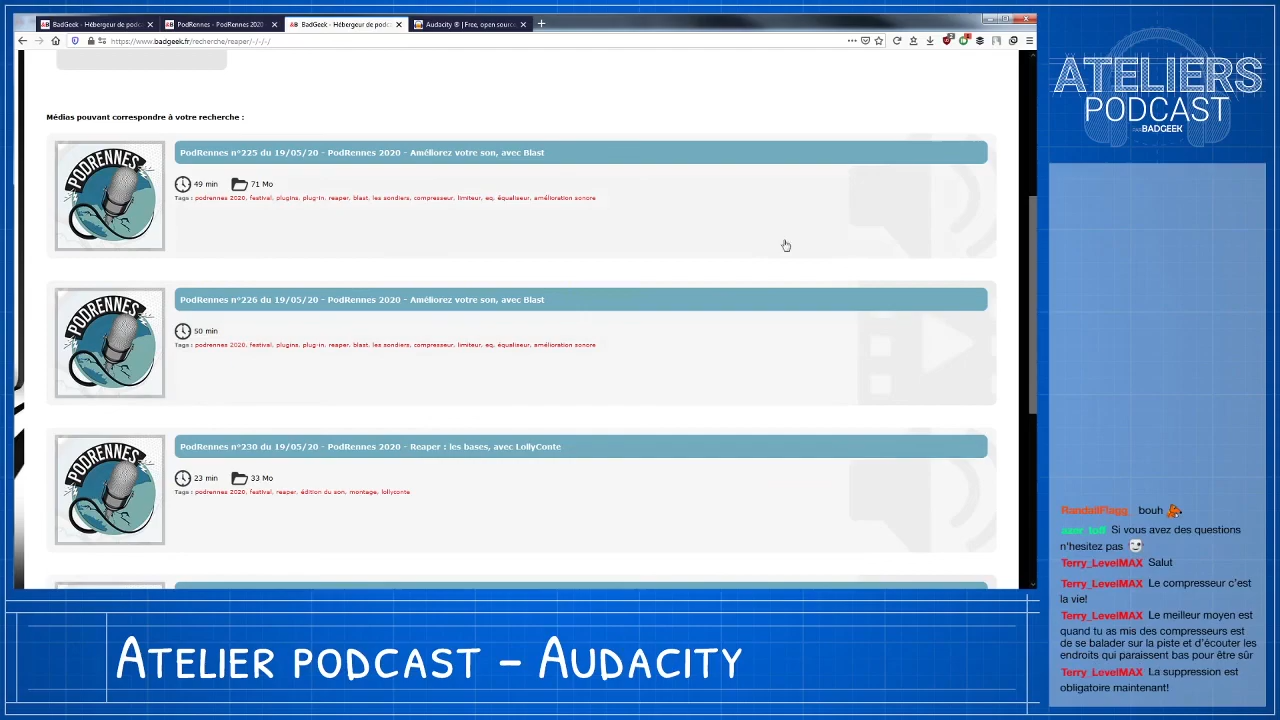 BadGeek - Hébergeur de podc
PodRennes - PodRennes 2020
BadGeek - Hébergeur de podc
Audacity ® | Free, open sourc
https://www.badgeek.fr/recherche/reaper/-/-/-/
Médias pouvant correspondre à votre recherche :
PODRENNES
PodRennes n°225 du 19/05/20 - PodRennes 2020 - Améliorez votre son, avec Blast
49 min 71 Mo
Tags : podrennes 2020, festival, plugins, plug-in, reaper, blast, les sondiers, compresseur, limiteur, eq, équaliseur, amélioration sonore
PODRENNES
PodRennes n°226 du 19/05/20 - PodRennes 2020 - Améliorez votre son, avec Blast
50 min
Tags : podrennes 2020, festival, plugins, plug-in, reaper, blast, les sondiers, compresseur, limiteur, eq, équaliseur, amélioration sonore
PODRENNES
PodRennes n°230 du 19/05/20 - PodRennes 2020 - Reaper : les bases, avec LollyConte
23 min 33 Mo
Tags : podrennes 2020, festival, reaper, édition du son, montage, lollyconte
ATELIERS
PODCAST
PAR BADGEEK
RandallFlagg bouh
azer_toff Si vous avez des questions
n'hesitez pas
Terry_LevelMAX Salut
Terry_LevelMAX Le compresseur c'est
la vie!
Terry_LevelMAX Le meilleur moyen est
quand tu as mis des compresseurs est
de se balader sur la piste et d'écouter les
endroits qui paraissent bas pour être sûr
Terry_LevelMAX La suppression est
obligatoire maintenant!
ATELIER PODCAST - AUDACITY